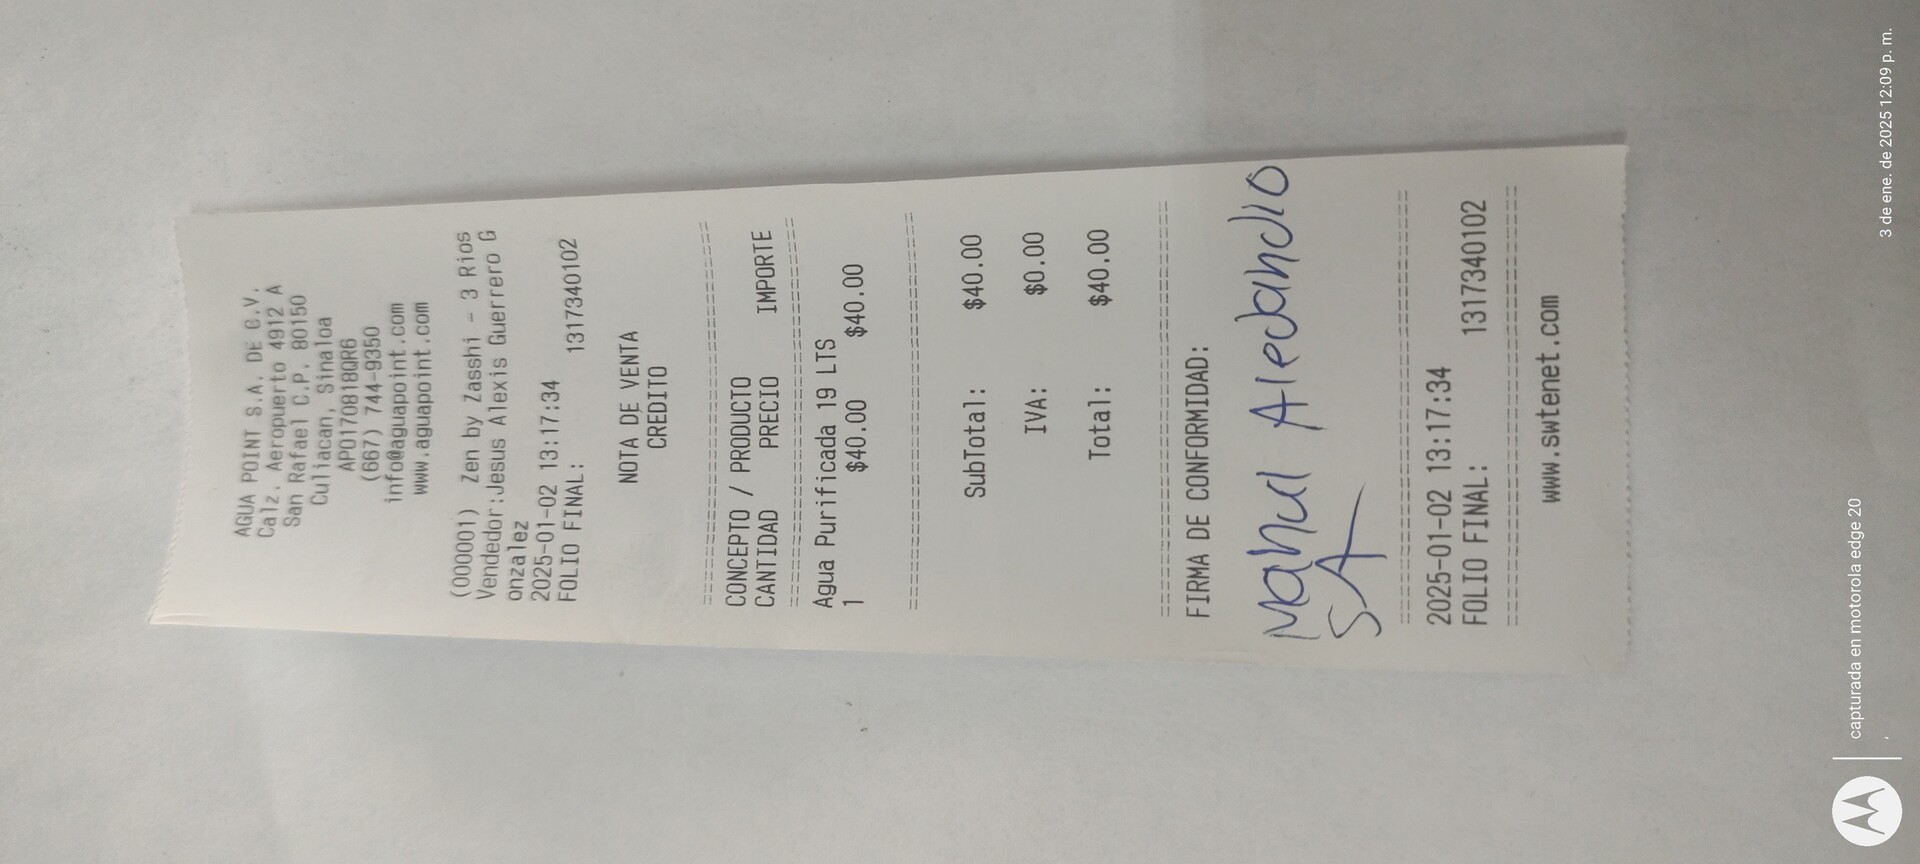 AGUA POINT S.A. DE C.V.
Calz. Aeropuerto 4912 A
San Rafael C.P. 80150
Culiacan, Sinaloa
APO170818QR6
(667) 744-9350
info@aguapoint.com
www.aguapoint.com
(000001) Zen by Zasshi - 3 Rios
Vendedor:Jesus Alexis Guerrero G
onzalez
2025-01-02 13:17:34
FOLIO FINAL: 1317340102
NOTA DE VENTA
CREDITO
CONCEPTO / PRODUCTO
CANTIDAD PRECIO IMPORTE
Agua Purificada 19 LTS
1 $40.00 $40.00
SubTotal: $40.00
IVA: $0.00
Total: $40.00
FIRMA DE CONFORMIDAD:
SA
2025-01-02 13:17:34
FOLIO FINAL: 1317340102
www.swtenet.com
capturada en motorola edge 20
3 de ene. de 2025 12:09 p. m.